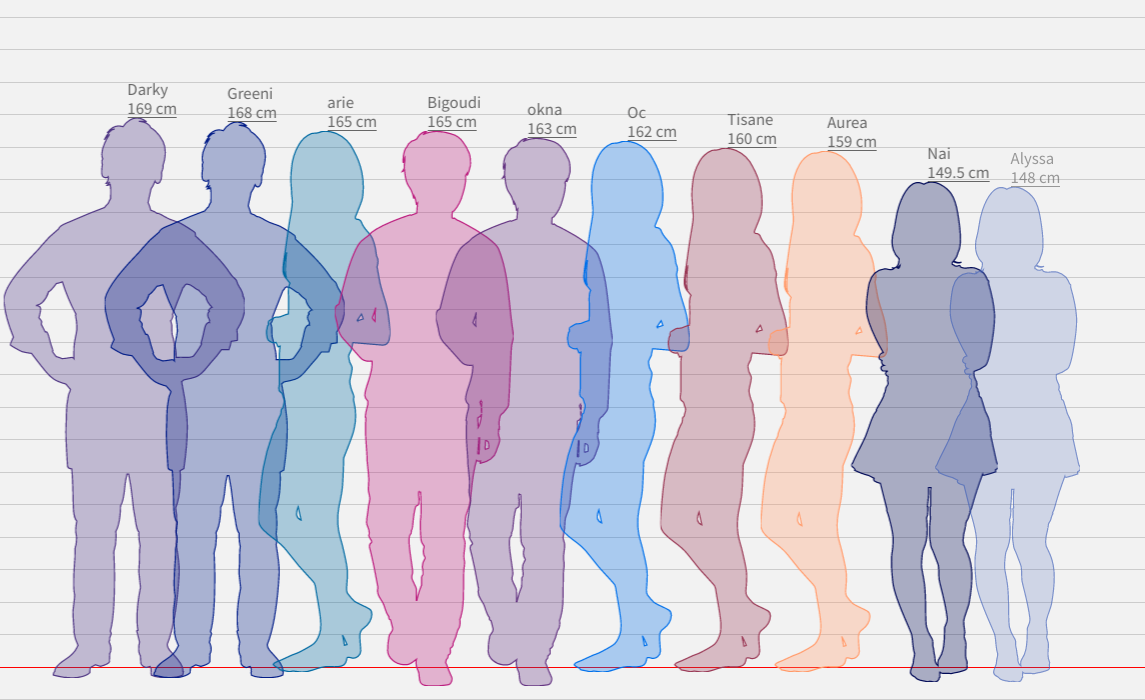 Darky
169 cm
Greeni
168 cm
arie
165 cm
Bigoudi
165 cm
okna
163 cm
Oc
162 cm
Tisane
160 cm
Aurea
159 cm
Nai
149.5 cm
Alyssa
148 cm